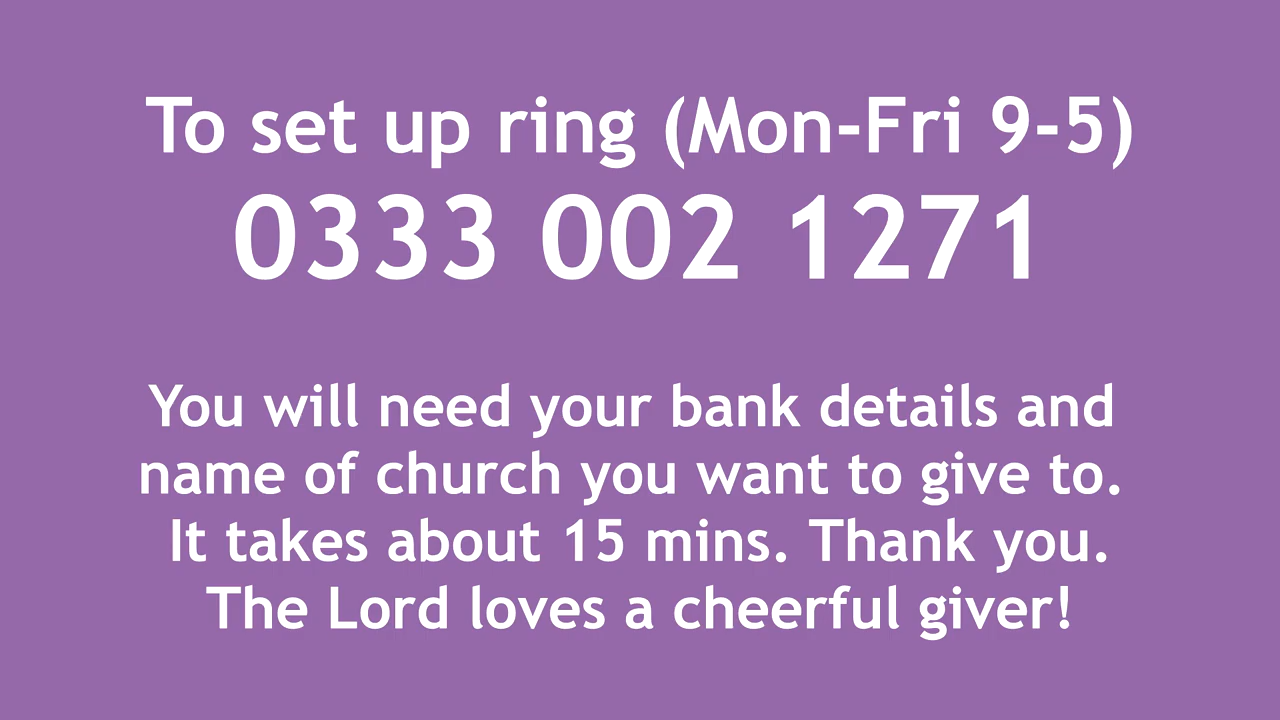 To set up ring (Mon-Fri 9-5)
0333 002 1271
You will need your bank details and
name of church you want to give to.
It takes about 15 mins. Thank you.
The Lord loves a cheerful giver!